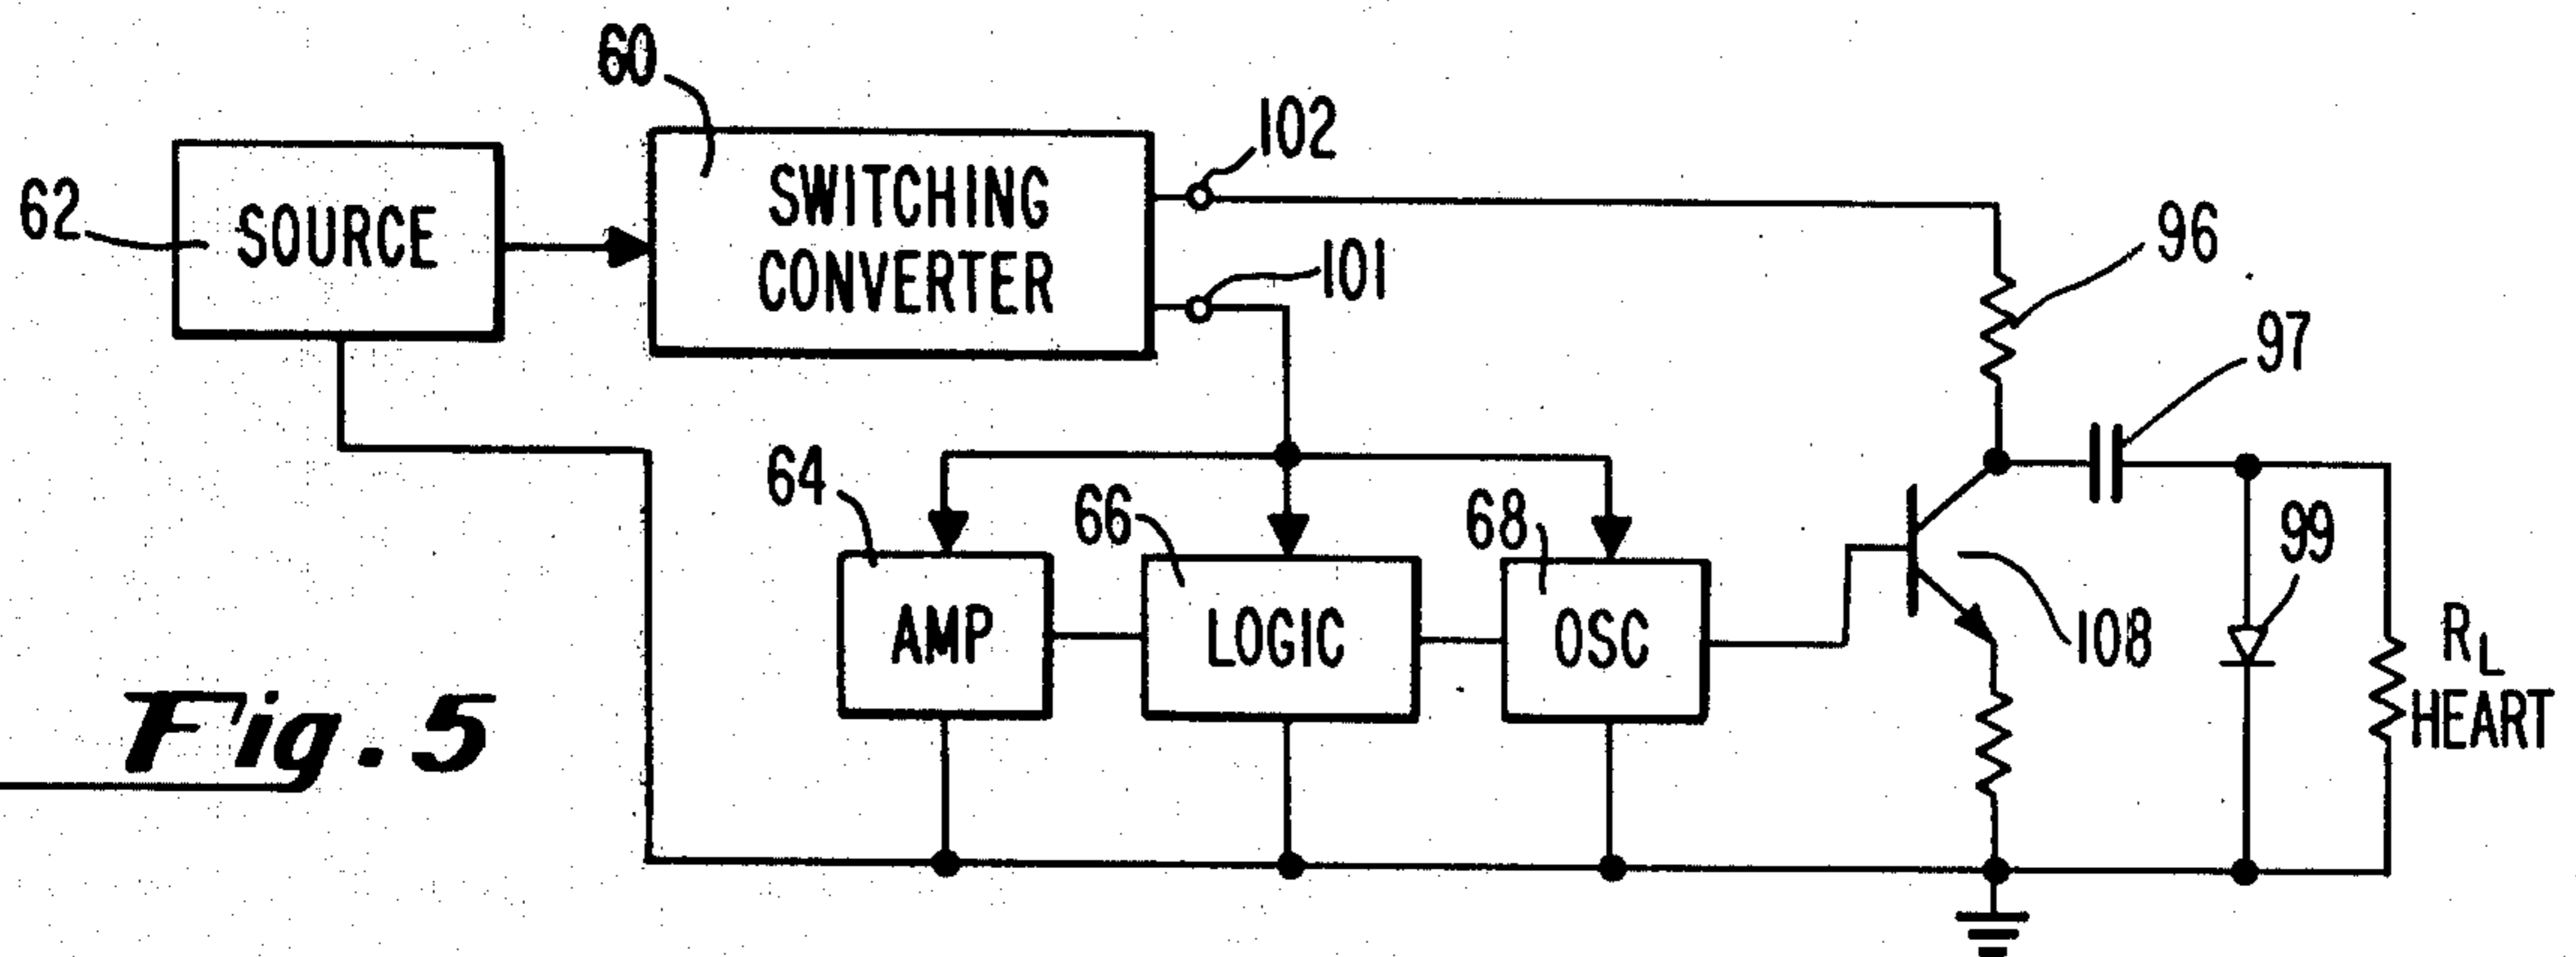 60
102
SWITCHING
CONVERTER
62
SOURCE
101
96
97
64
66
68
99
AMP
LOGIC
OSC
108
RL
HEART
Fig. 5